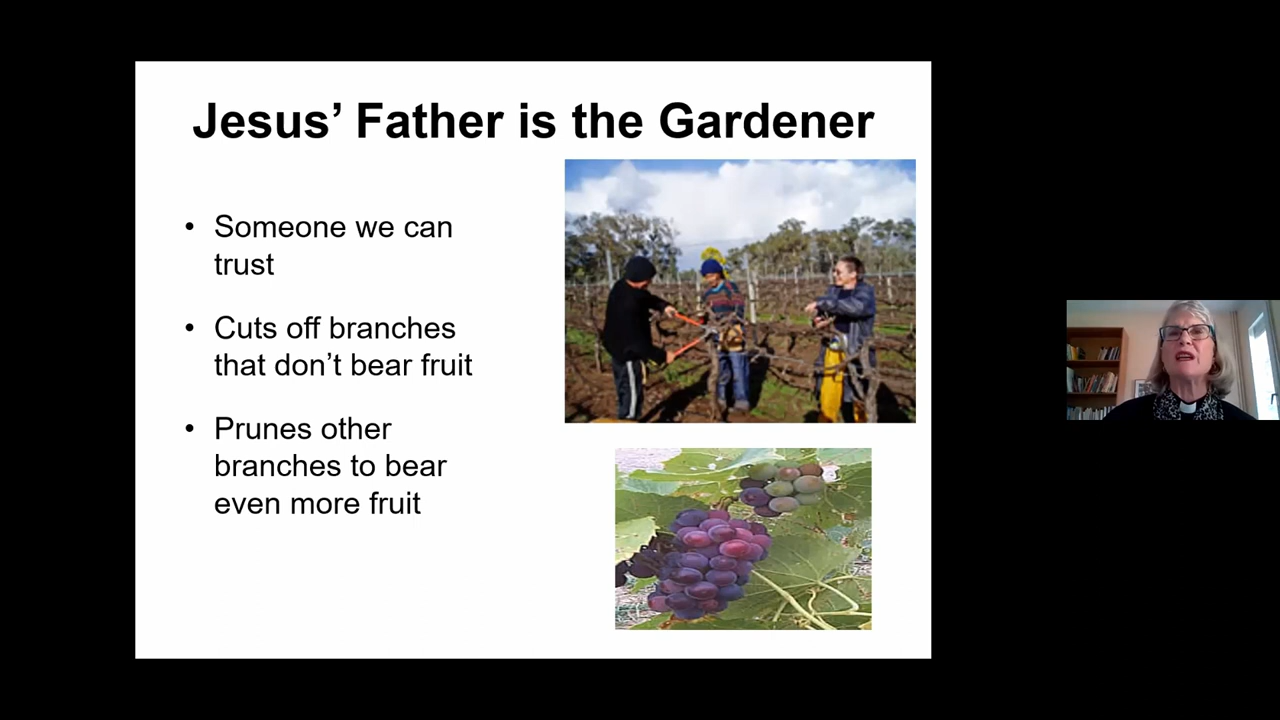 Jesus’ Father is the Gardener
• Someone we can
trust
• Cuts off branches
that don’t bear fruit
• Prunes other
branches to bear
even more fruit